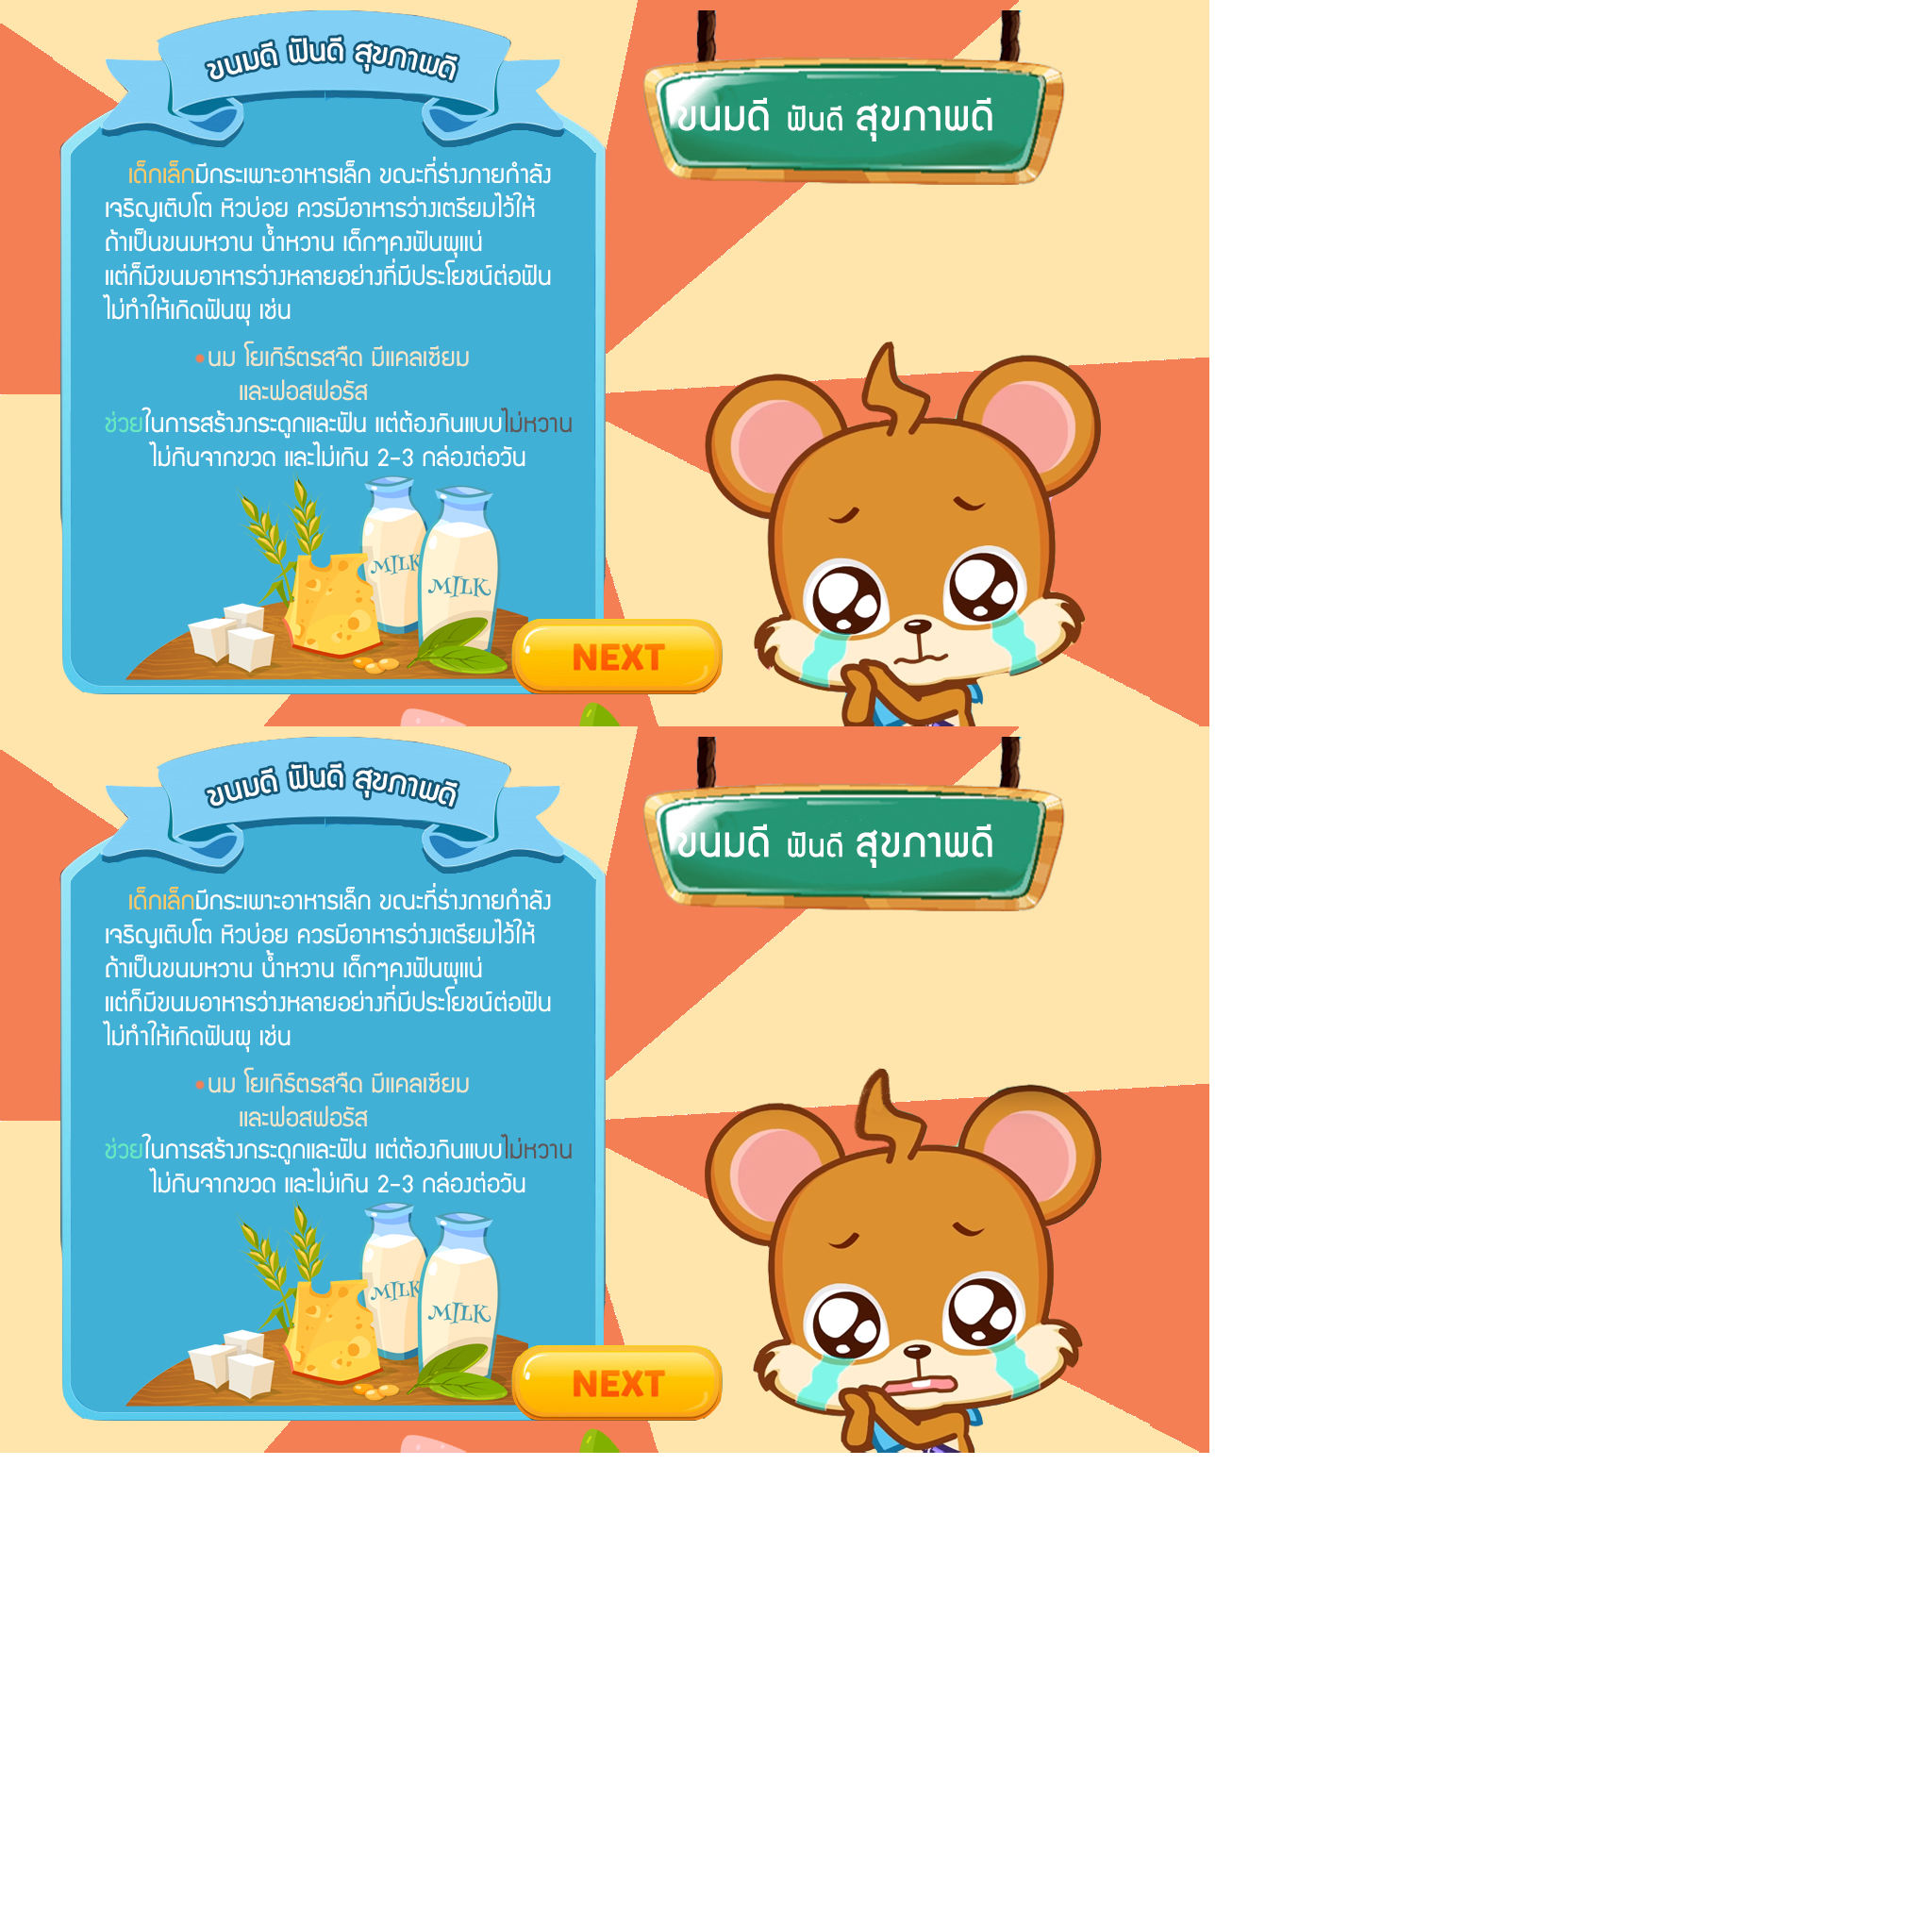 ขนมดี ฟันดี สุขภาพดี
ขนมดี ฟันดี สุขภาพดี
เด็กเล็กมีกระเพาะอาหารเล็ก ขณะที่ร่างกายกำลัง
เจริญเติบโต หิวบ่อย ควรมีอาหารว่างเตรียมไว้ให้
ถ้าเป็นขนมหวาน น้ำหวาน เด็กๆคงฟันผุแน่
แต่ก็มีขนมอาหารว่างหลายอย่างที่มีประโยชน์ต่อฟัน
ไม่ทำให้เกิดฟันผุ เช่น
•นม โยเกิร์ตรสจืด มีแคลเซียม
และฟอสฟอรัส
ช่วยในการสร้างกระดูกและฟัน แต่ต้องกินแบบไม่หวาน
ไม่กินจากขวด และไม่เกิน 2-3 กล่องต่อวัน
MILK
MILK
NEXT
ขนมดี ฟันดี สุขภาพดี
ขนมดี ฟันดี สุขภาพดี
เด็กเล็กมีกระเพาะอาหารเล็ก ขณะที่ร่างกายกำลัง
เจริญเติบโต หิวบ่อย ควรมีอาหารว่างเตรียมไว้ให้
ถ้าเป็นขนมหวาน น้ำหวาน เด็กๆคงฟันผุแน่
แต่ก็มีขนมอาหารว่างหลายอย่างที่มีประโยชน์ต่อฟัน
ไม่ทำให้เกิดฟันผุ เช่น
•นม โยเกิร์ตรสจืด มีแคลเซียม
และฟอสฟอรัส
ช่วยในการสร้างกระดูกและฟัน แต่ต้องกินแบบไม่หวาน
ไม่กินจากขวด และไม่เกิน 2-3 กล่องต่อวัน
MILK
MILK
NEXT